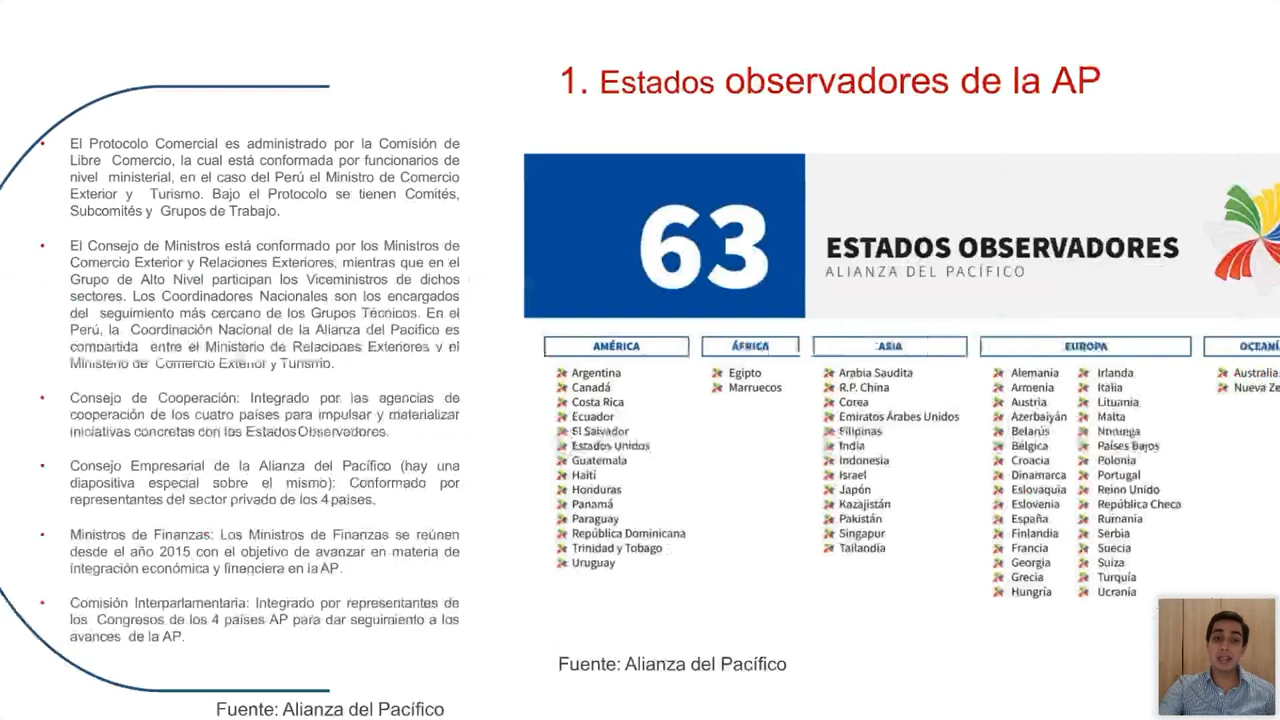 El Protocolo Comercial es administrado por la Comisión de
Libre Comercio, la cual está conformada por funcionarios de
nivel ministerial, en el caso del Perú el Ministro de Comercio
Exterior y Turismo. Bajo el Protocolo se tienen Comités,
Subcomités y Grupos de Trabajo.
El Consejo de Ministros está conformado por los Ministros de
Comercio Exterior y Relaciones Exteriores, mientras que en el
Grupo de Alto Nivel participan los Viceministros de dichos
sectores. Los Coordinadores Nacionales son los encargados
del seguimiento más cercano de los Grupos Técnicos. En el
Perú, la Coordinación Nacional de la Alianza del Pacífico es
compartida entre el Ministerio de Relaciones Exteriores y el
Ministerio de Comercio Exterior y Turismo.
Consejo de Cooperación: Integrado por las agencias de
cooperación de los cuatro países para impulsar y materializar
iniciativas concretas con los Estados Observadores.
Consejo Empresarial de la Alianza del Pacífico (hay una
diapositiva especial sobre el mismo): Conformado por
representantes del sector privado de los 4 países.
Ministros de Finanzas: Los Ministros de Finanzas se reúnen
desde el año 2015 con el objetivo de avanzar en materia de
integración económica y financiera en la AP.
Comisión Interparlamentaria: Integrado por representantes de
los Congresos de los 4 países AP para dar seguimiento a los
avances de la AP.
Fuente: Alianza del Pacífico
1. Estados observadores de la AP
63
ESTADOS OBSERVADORES
ALIANZA DEL PACÍFICO
AMÉRICA
Argentina
Canadá
Costa Rica
Ecuador
El Salvador
Estados Unidos
Guatemala
Haití
Honduras
Panamá
Paraguay
República Dominicana
Trinidad y Tobago
Uruguay
ÁFRICA
Egipto
Marruecos
ASIA
Arabia Saudita
R.P. China
Corea
Emiratos Árabes Unidos
Filipinas
India
Indonesia
Israel
Japón
Kazajistán
Pakistán
Singapur
Tailandia
EUROPA
Alemania
Armenia
Austria
Azerbaiyán
Belarús
Bélgica
Croacia
Dinamarca
Eslovaquia
Eslovenia
España
Finlandia
Francia
Georgia
Grecia
Hungría
Irlanda
Italia
Lituania
Malta
Noruega
Países Bajos
Polonia
Portugal
Reino Unido
República Checa
Rumania
Serbia
Suecia
Suiza
Turquía
Ucrania
OCEANÍ
Australia
Nueva Ze
Fuente: Alianza del Pacífico